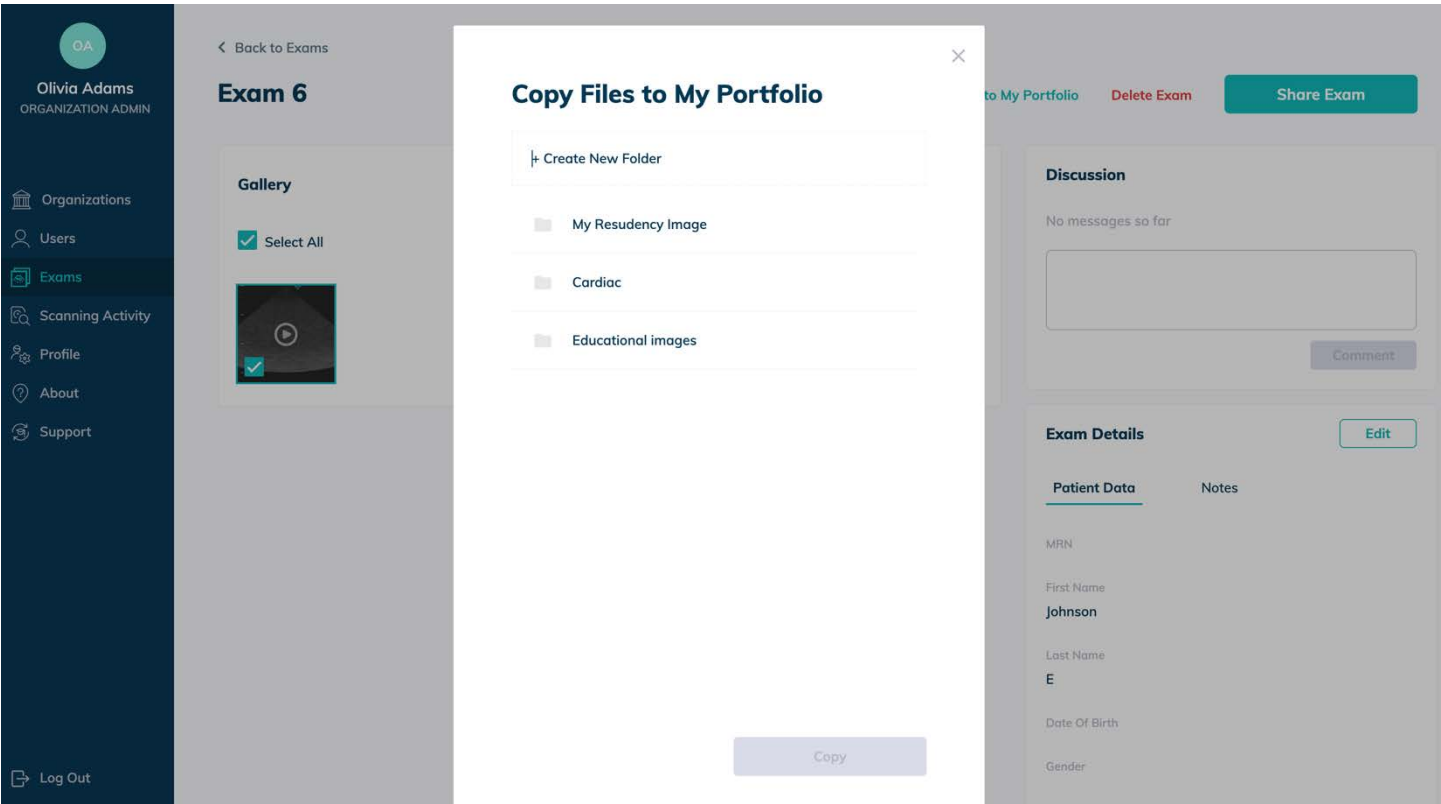 OA
Olivia Adams
ORGANIZATION ADMIN
Organizations
Users
Exams
Scanning Activity
Profile
About
Support
Log Out
Back to Exams
Exam 6
to My Portfolio
Delete Exam
Share Exam
Gallery
Select All
Copy Files to My Portfolio
+ Create New Folder
My Resudency Image
Cardiac
Educational images
Copy
Discussion
No messages so far
Comment
Exam Details
Edit
Patient Data
Notes
MRN
First Name
Johnson
Last Name
E
Date Of Birth
Gender